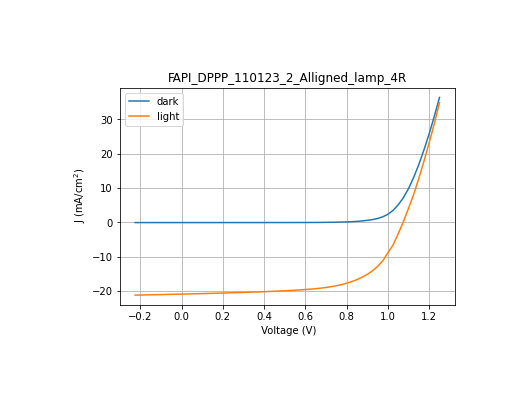 FAPI_DPPP_110123_2_Alligned_lamp_4R
dark
light
J (mA/cm²)
30
20
10
0
−10
−20
−0.2 0.0 0.2 0.4 0.6 0.8 1.0 1.2
Voltage (V)